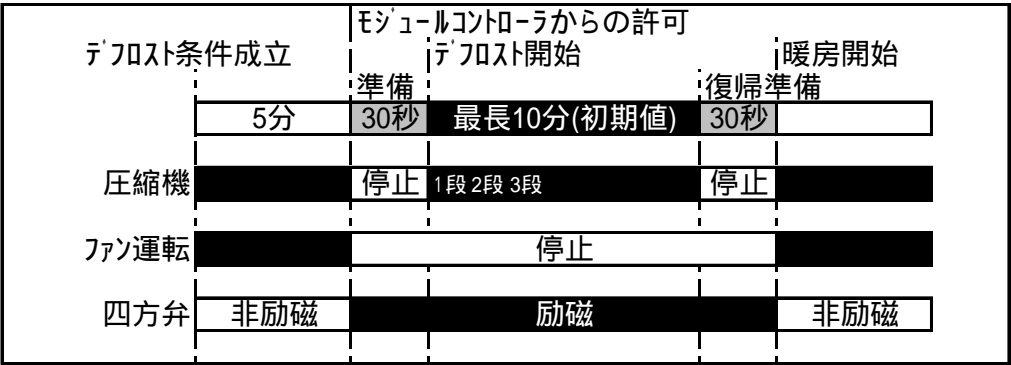 ﾓｼﾞｭｰﾙｺﾝﾄﾛｰﾗからの許可
ﾃﾞﾌﾛｽﾄ条件成立 ﾃﾞﾌﾛｽﾄ開始 暖房開始
準備 復帰準備
5分 30秒 最長10分(初期値) 30秒
圧縮機 停止 1段 2段 3段 停止
ﾌｧﾝ運転 停止
四方弁 非励磁 励磁 非励磁